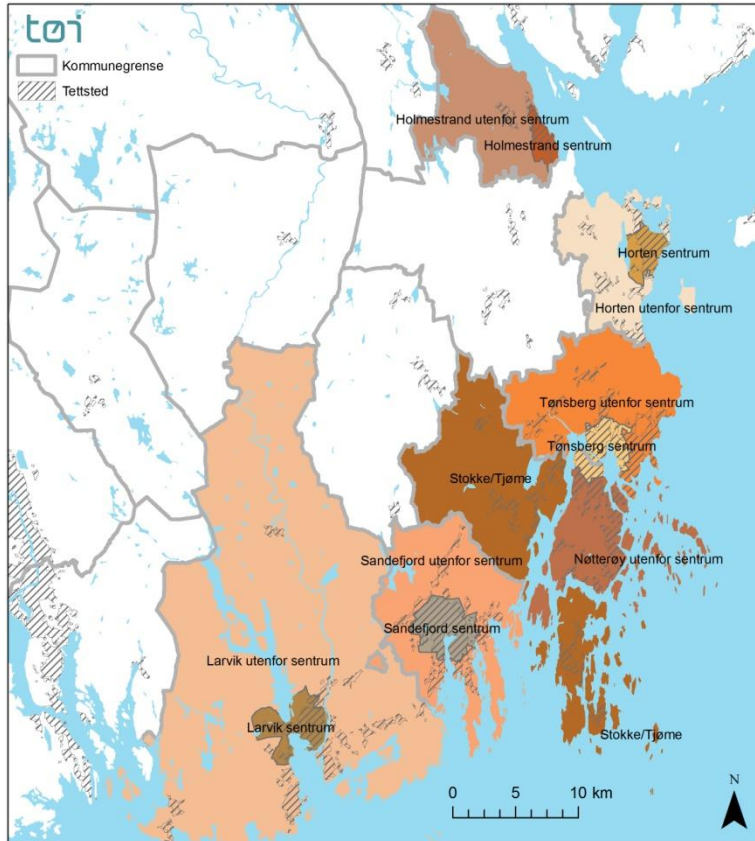 tøi
Kommunegrense
Tettsted
Holmestrand utenfor sentrum
Holmestrand sentrum
Horten sentrum
Horten utenfor sentrum
Tønsberg utenfor sentrum
Tønsberg sentrum
Stokke/Tjøme
Sandefjord utenfor sentrum
Nøtterøy utenfor sentrum
Sandefjord sentrum
Larvik utenfor sentrum
Larvik sentrum
Stokke/Tjøme
0 5 10 km
N